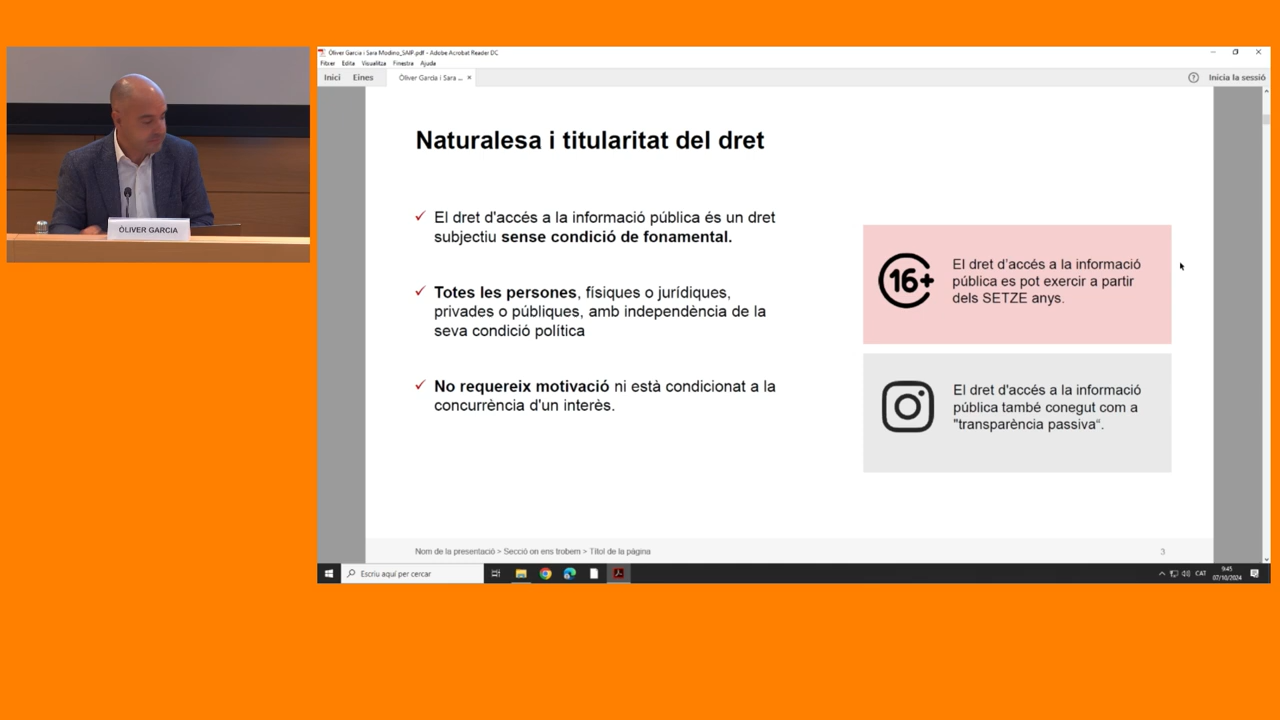 Òliver Garcia i Sara Modino_SAIP.pdf - Adobe Acrobat Reader DC
Fitxer Edita Visualitza Finestra Ajuda
Inici Eines Òliver Garcia i Sara ... × ? Inicia la sessió
Naturalesa i titularitat del dret
El dret d'accés a la informació pública és un dret
subjectiu sense condició de fonamental.
Totes les persones, físiques o jurídiques,
privades o públiques, amb independència de la
seva condició política
No requereix motivació ni està condicionat a la
concurrència d'un interès.
16+
El dret d'accés a la informació
pública es pot exercir a partir
dels SETZE anys.
El dret d'accés a la informació
pública també conegut com a
"transparència passiva“.
Nom de la presentació > Secció on ens trobem > Títol de la pàgina
3
ÒLIVER GARCIA
Escriu aquí per cercar
CAT
9:45
07/10/2024